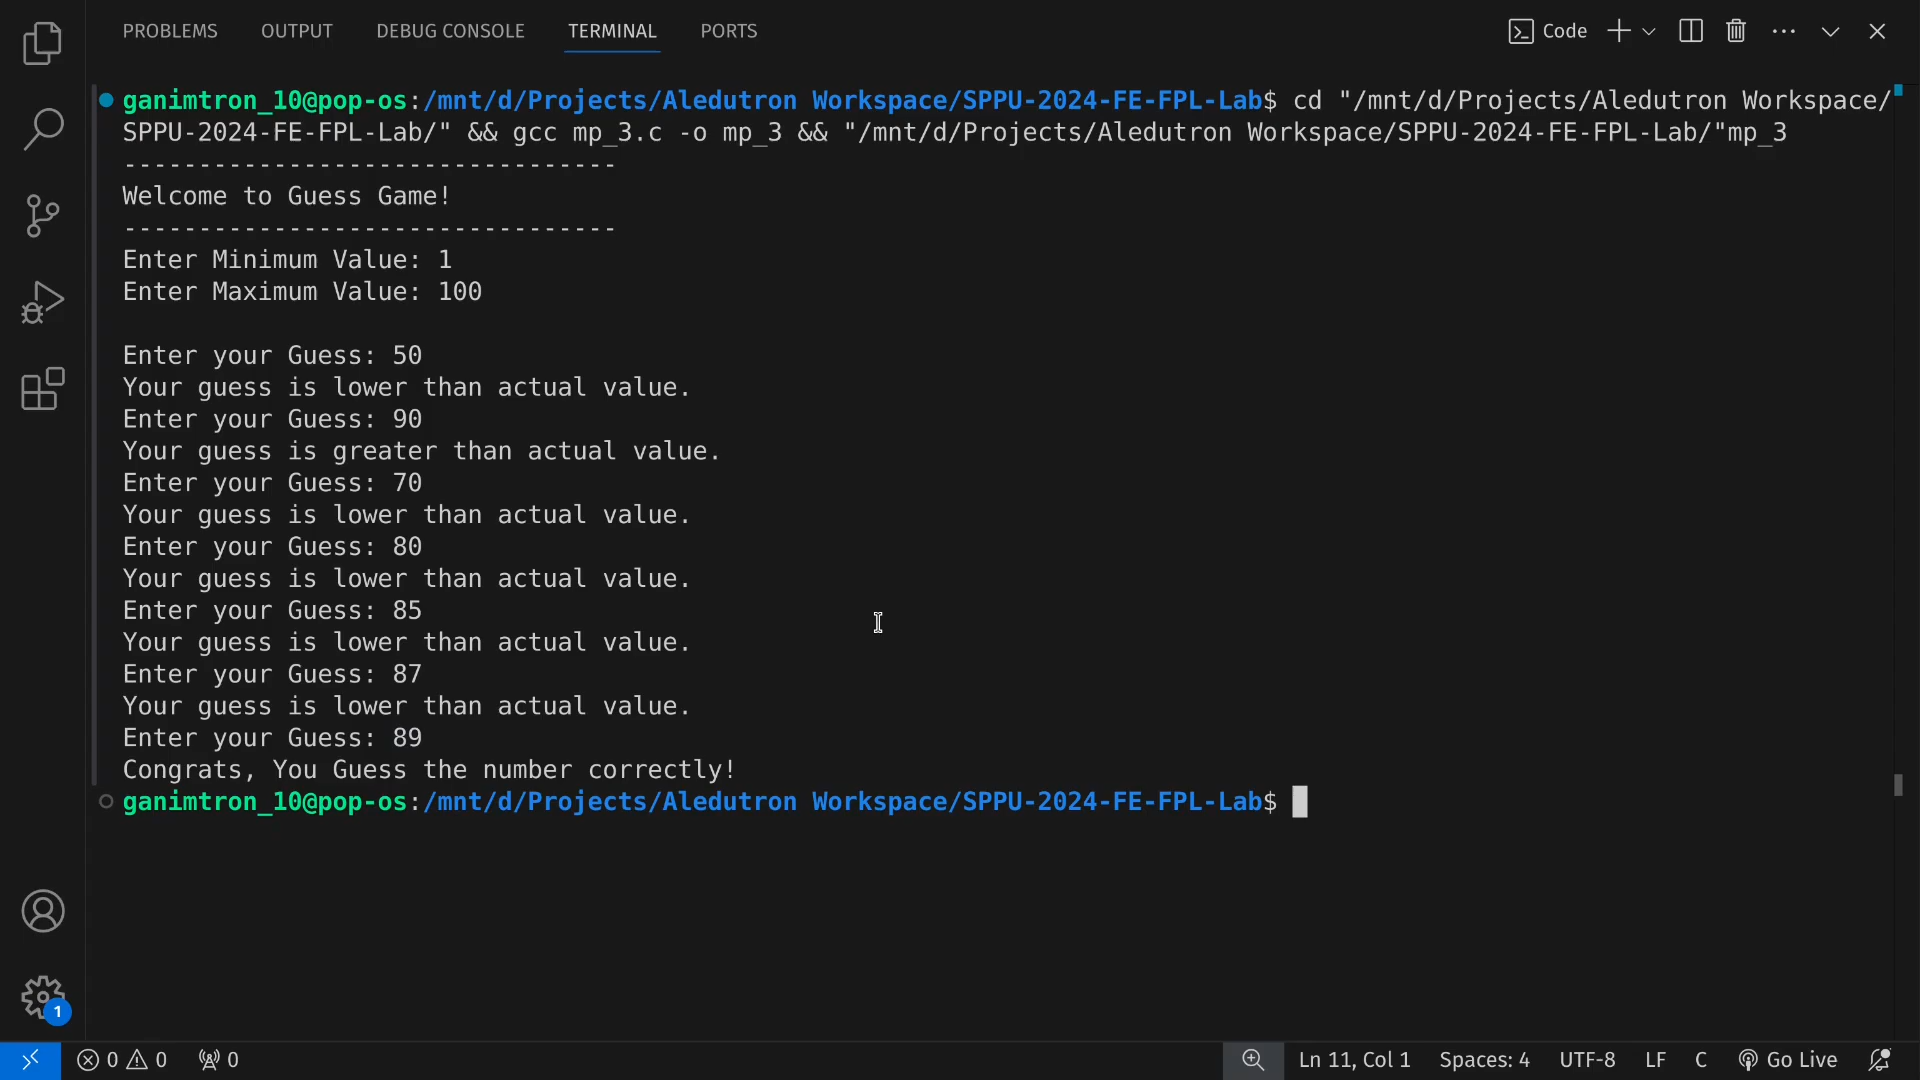 PROBLEMS OUTPUT DEBUG CONSOLE TERMINAL PORTS Code
ganimtron_10@pop-os:/mnt/d/Projects/Aledutron Workspace/SPPU-2024-FE-FPL-Lab$ cd "/mnt/d/Projects/Aledutron Workspace/
SPPU-2024-FE-FPL-Lab/" && gcc mp_3.c -o mp_3 && "/mnt/d/Projects/Aledutron Workspace/SPPU-2024-FE-FPL-Lab/"mp_3
---------------------------------
Welcome to Guess Game!
---------------------------------
Enter Minimum Value: 1
Enter Maximum Value: 100
Enter your Guess: 50
Your guess is lower than actual value.
Enter your Guess: 90
Your guess is greater than actual value.
Enter your Guess: 70
Your guess is lower than actual value.
Enter your Guess: 80
Your guess is lower than actual value.
Enter your Guess: 85
Your guess is lower than actual value.
Enter your Guess: 87
Your guess is lower than actual value.
Enter your Guess: 89
Congrats, You Guess the number correctly!
ganimtron_10@pop-os:/mnt/d/Projects/Aledutron Workspace/SPPU-2024-FE-FPL-Lab$
1
0 0 0 Ln 11, Col 1 Spaces: 4 UTF-8 LF C Go Live